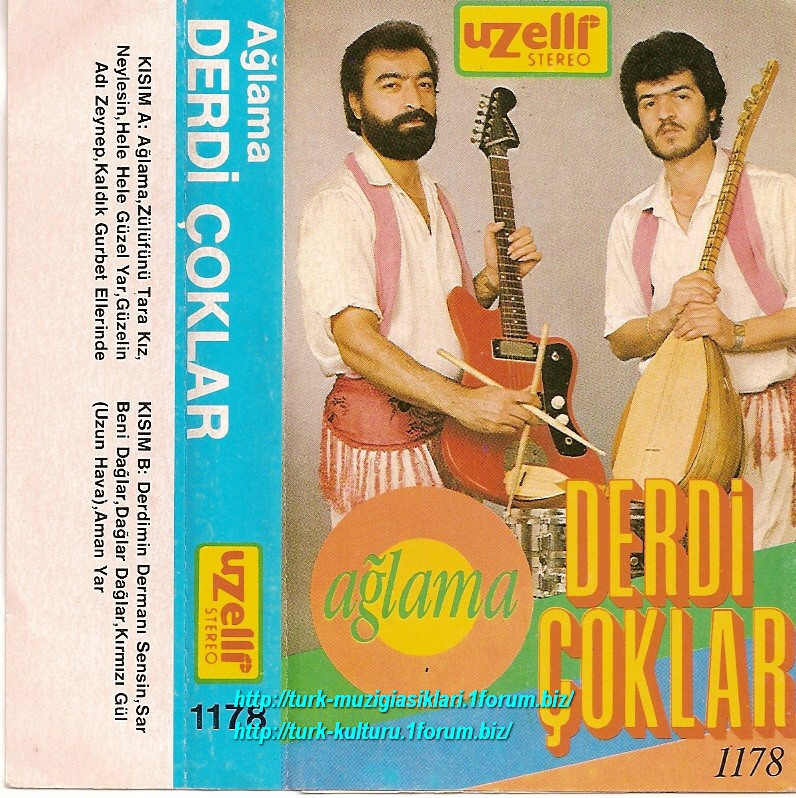 KISIM A: Ağlama,Zülüfünü Tara Kız,
Neylesin,Hele Hele Güzel Yar,Güzelin
Adı Zeynep,Kaldık Gurbet Ellerinde
KISIM B: Derdimin Dermanı Sensin,Sar
Beni Dağlar,Dağlar Dağlar,Kırmızı Gül
(Uzun Hava),Aman Yar
Ağlama
DERDİ ÇOKLAR
uzelli
STEREO
1178
uzelli
STEREO
ağlama
DERDİ
ÇOKLAR
1178
http://turk-muzigiasiklari.1forum.biz/
http://turk-kulturu.1forum.biz/